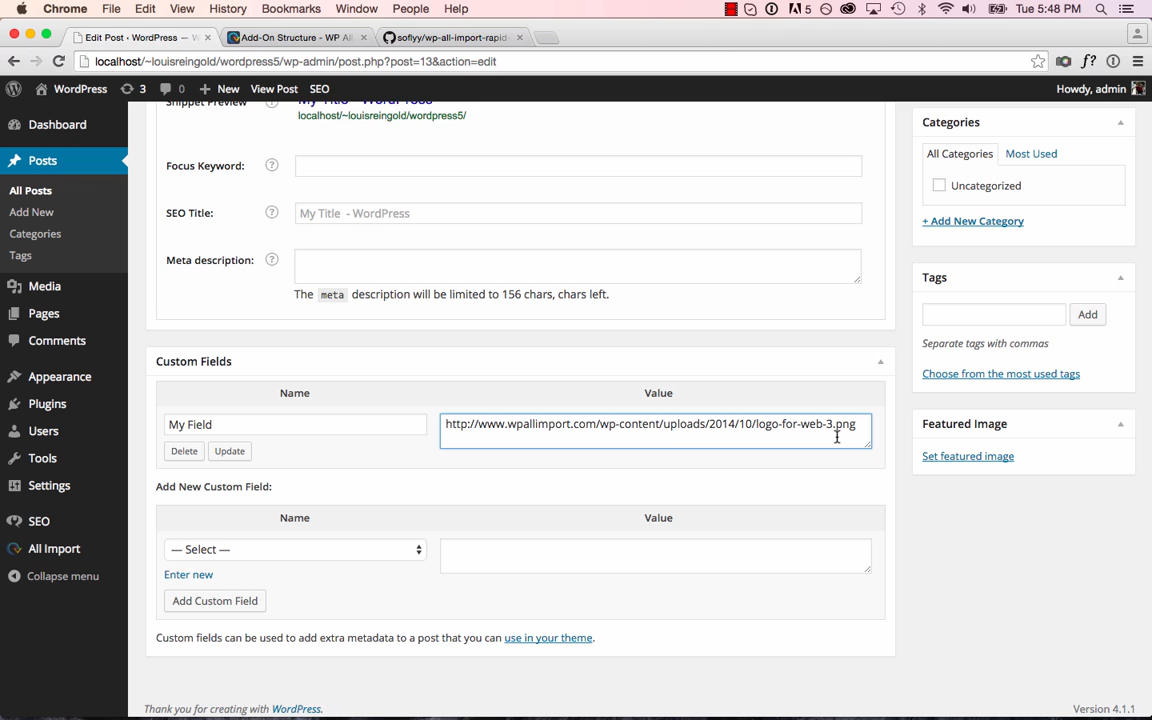 Chrome File Edit View History Bookmarks Window People Help 5 Tue 5:48 PM
Edit Post ‹ WordPress — × Add-On Structure - WP Al × soflyy/wp-all-import-rapid- ×
localhost/~louisreingold/wordpress5/wp-admin/post.php?post=13&action=edit
WordPress 3 0 New View Post SEO Howdy, admin
Dashboard
Posts
All Posts
Add New
Categories
Tags
Media
Pages
Comments
Appearance
Plugins
Users
Tools
Settings
SEO
All Import
Collapse menu
Snippet Preview
My Title - WordPress
localhost/~louisreingold/wordpress5/
Focus Keyword:
SEO Title: My Title - WordPress
Meta description:
The meta description will be limited to 156 chars, chars left.
Custom Fields
Name Value
My Field http://www.wpallimport.com/wp-content/uploads/2014/10/logo-for-web-3.png
Delete Update
Add New Custom Field:
Name Value
— Select —
Enter new
Add Custom Field
Custom fields can be used to add extra metadata to a post that you can use in your theme.
Categories
All Categories Most Used
Uncategorized
+ Add New Category
Tags
Add
Separate tags with commas
Choose from the most used tags
Featured Image
Set featured image
Thank you for creating with WordPress. Version 4.1.1